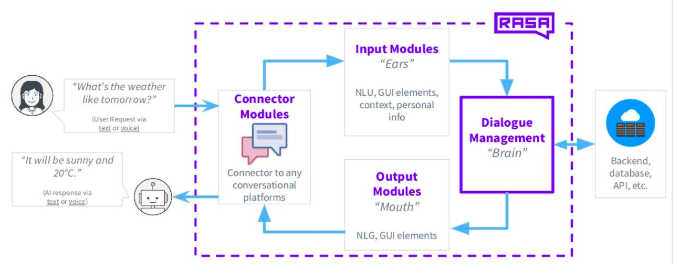 RASA
Input Modules
“Ears”
NLU, GUI elements,
context, personal
info
“What's the weather
like tomorrow?”
(User Request via
text or voice)
Connector
Modules
Connector to any
conversational
platforms
Dialogue
Management
“Brain”
Backend,
database,
API, etc.
“It will be sunny and
20°C.”
(AI response via
text or voice)
Output
Modules
“Mouth”
NLG, GUI elements